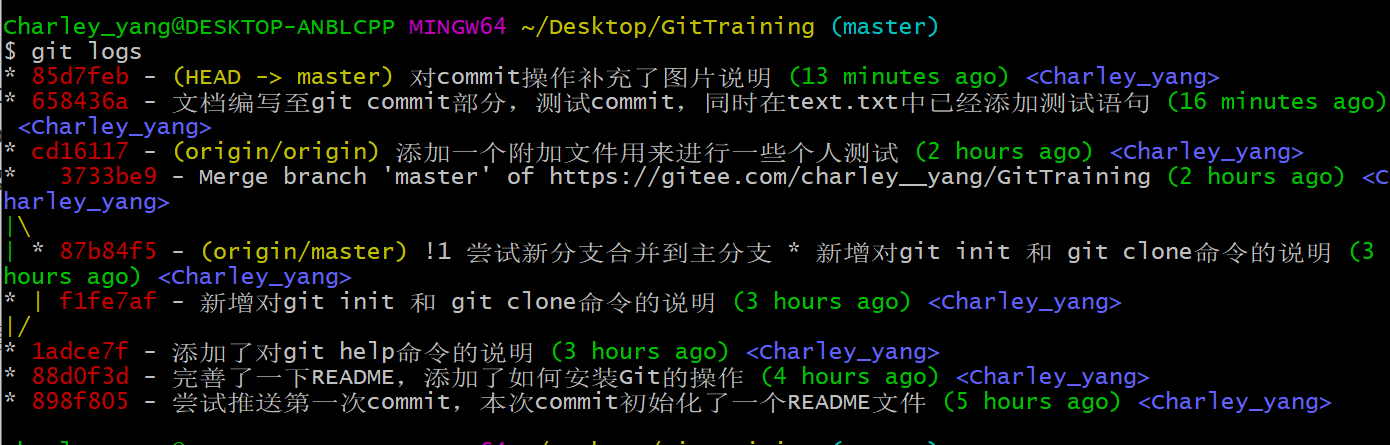 Charley_yang@DESKTOP-ANBLCPP MINGW64 ~/Desktop/GitTraining (master)
$ git logs
* 85d7feb - (HEAD -> master) 对commit操作补充了图片说明 (13 minutes ago) <Charley_yang>
* 658436a - 文档编写至git commit部分，测试commit，同时在text.txt中已经添加测试语句 (16 minutes ago)
<Charley_yang>
* cd16117 - (origin/origin) 添加一个附加文件用来进行一些个人测试 (2 hours ago) <Charley_yang>
*   3733be9 - Merge branch 'master' of https://gitee.com/charley__yang/GitTraining (2 hours ago) <C
harley_yang>
|\
| * 87b84f5 - (origin/master) !1 尝试新分支合并到主分支 * 新增对git init 和 git clone命令的说明 (3
hours ago) <Charley_yang>
* | f1fe7af - 新增对git init 和 git clone命令的说明 (3 hours ago) <Charley_yang>
|/
* 1adce7f - 添加了对git help命令的说明 (3 hours ago) <Charley_yang>
* 88d0f3d - 完善了一下README，添加了如何安装Git的操作 (4 hours ago) <Charley_yang>
* 898f805 - 尝试推送第一次commit，本次commit初始化了一个README文件 (5 hours ago) <Charley_yang>